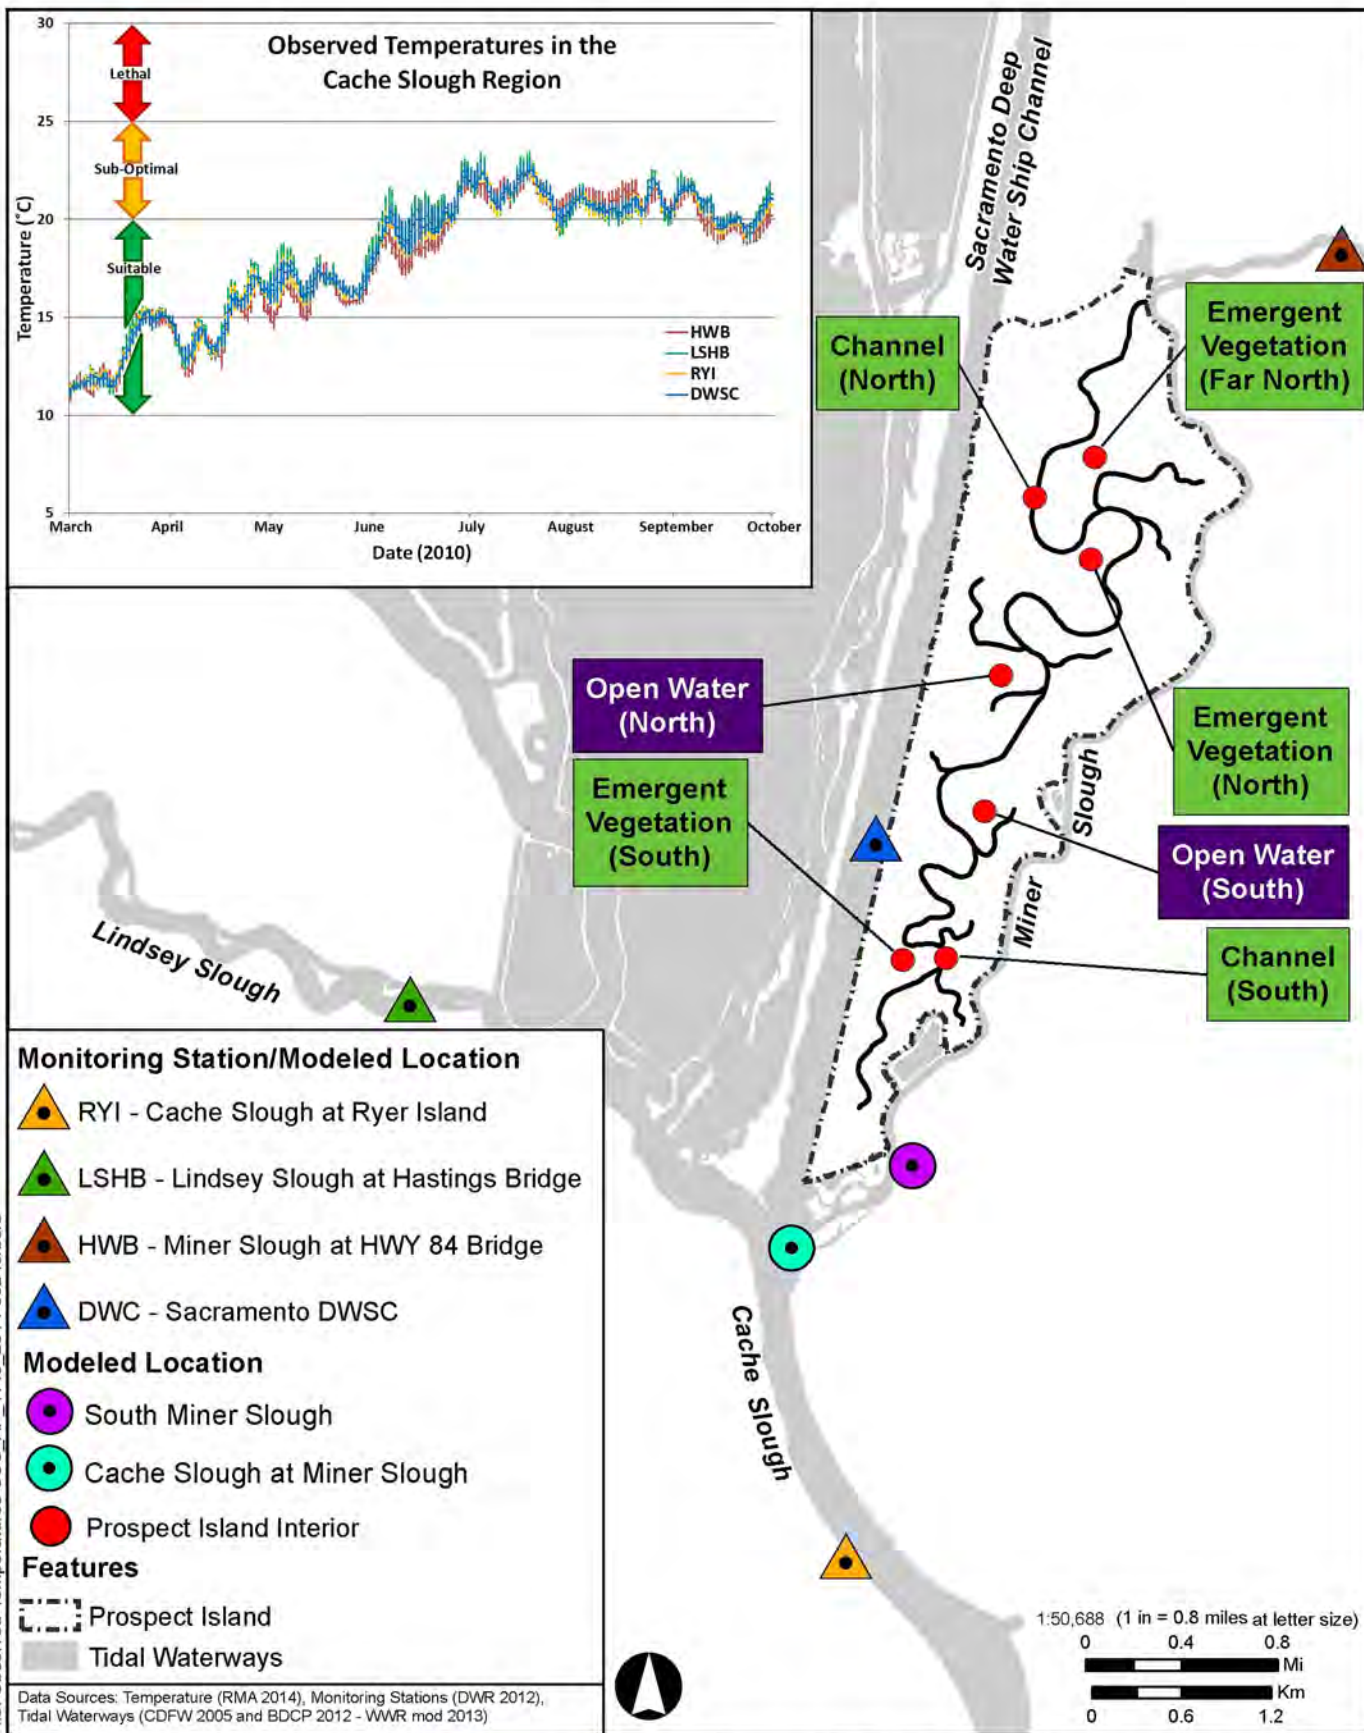 Observed Temperatures in the
Cache Slough Region
Temperature (°C)
30
25
20
15
10
5
Lethal
Sub-Optimal
Suitable
HWB
LSHB
RYI
DWSC
March April May June July August September October
Date (2010)
Sacramento Deep
Water Ship Channel
Channel
(North)
Emergent
Vegetation
(Far North)
Open Water
(North)
Emergent
Vegetation
(North)
Emergent
Vegetation
(South)
Open Water
(South)
Channel
(South)
Miner Slough
Lindsey Slough
Cache Slough
Monitoring Station/Modeled Location
RYI - Cache Slough at Ryer Island
LSHB - Lindsey Slough at Hastings Bridge
HWB - Miner Slough at HWY 84 Bridge
DWC - Sacramento DWSC
Modeled Location
South Miner Slough
Cache Slough at Miner Slough
Prospect Island Interior
Features
Prospect Island
Tidal Waterways
Data Sources: Temperature (RMA 2014), Monitoring Stations (DWR 2012),
Tidal Waterways (CDFW 2005 and BDCP 2012 - WWR mod 2013)
1:50,688 (1 in = 0.8 miles at letter size)
0 0.4 0.8
Mi
Km
0 0.6 1.2